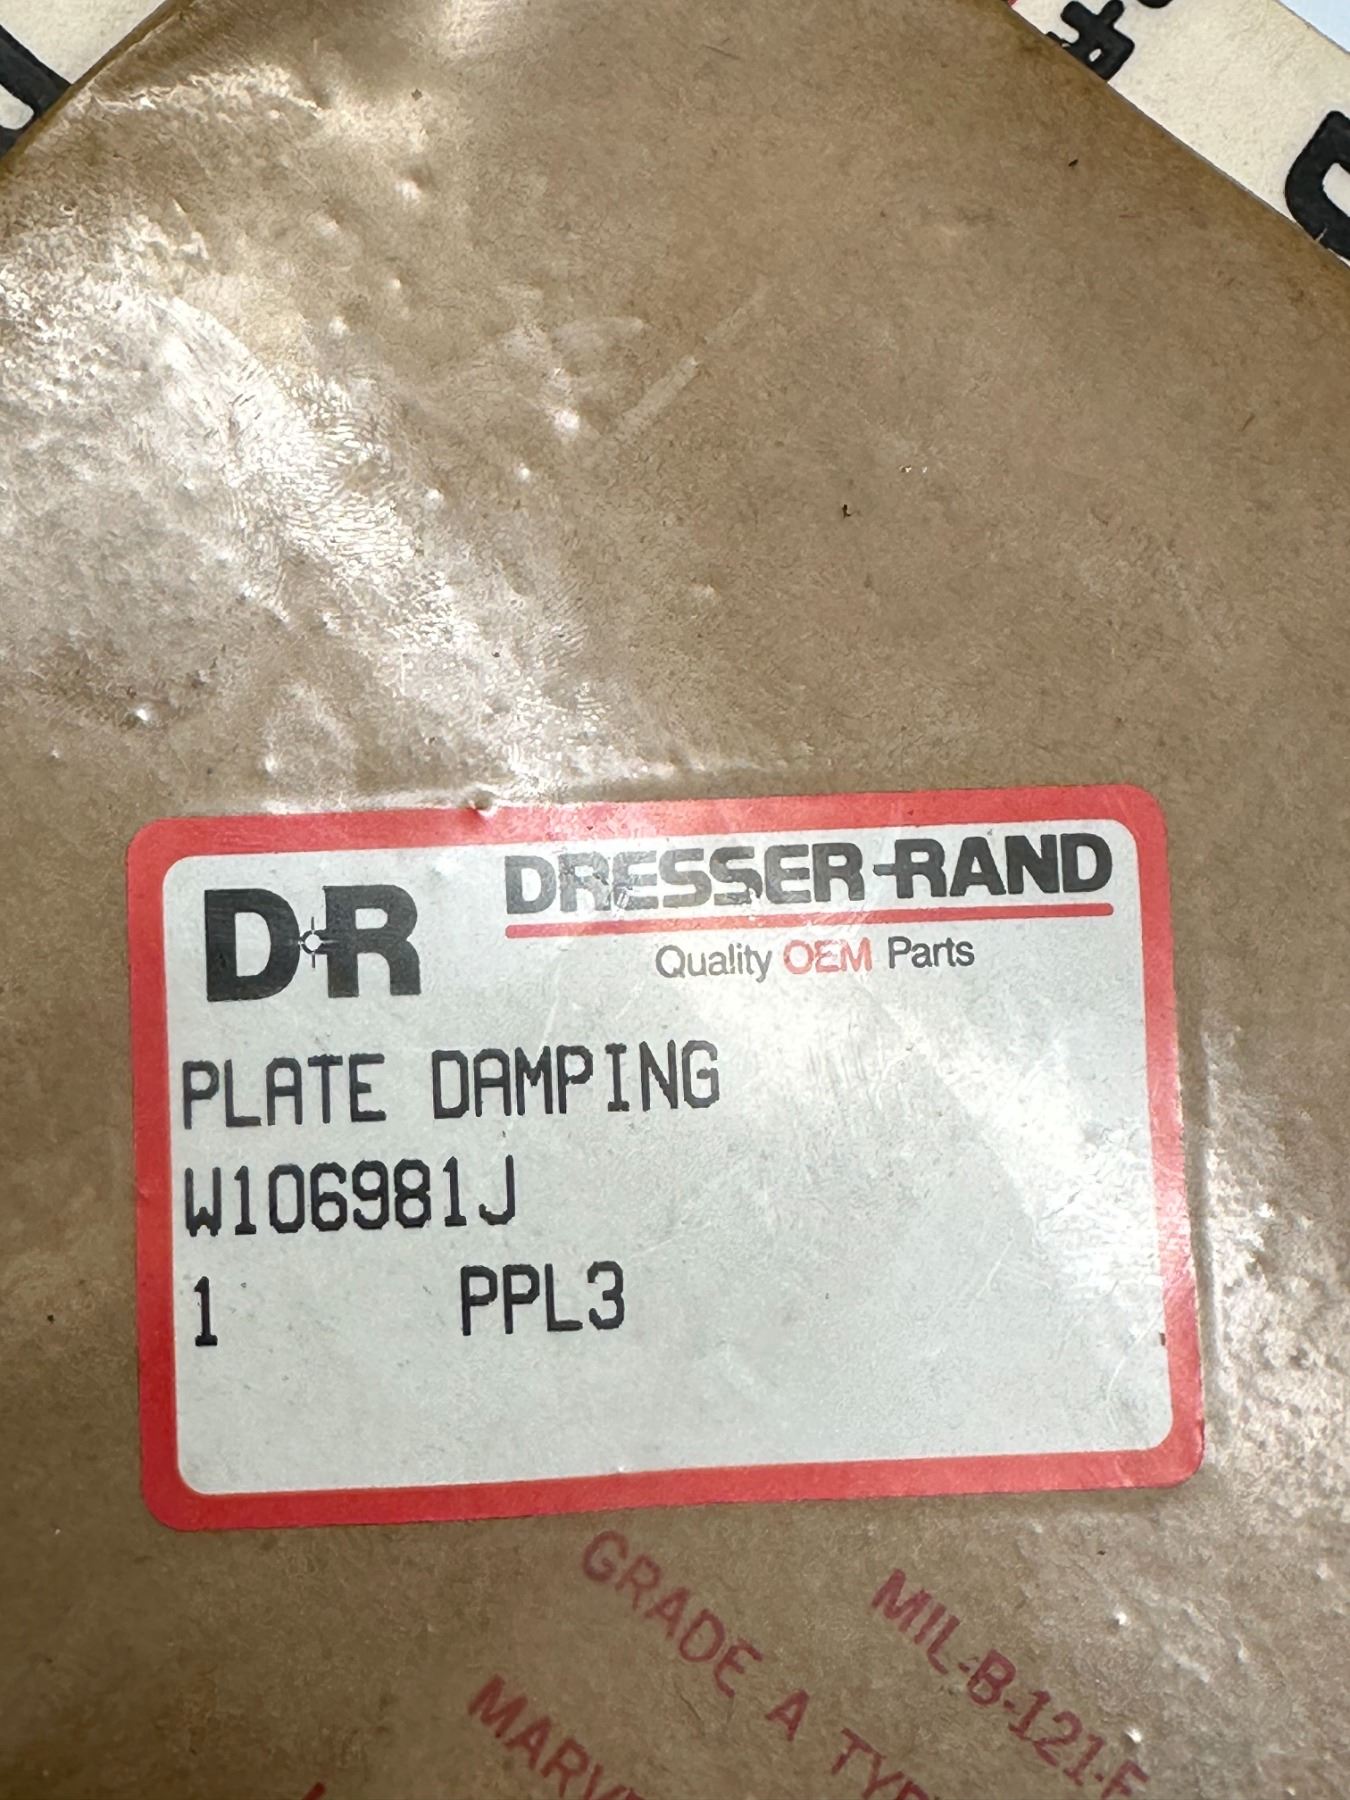 D-R
DRESSER-RAND
Quality OEM Parts
PLATE DAMPING
W106981J
1 PPL3
GRADE A
MIL-B-121-F